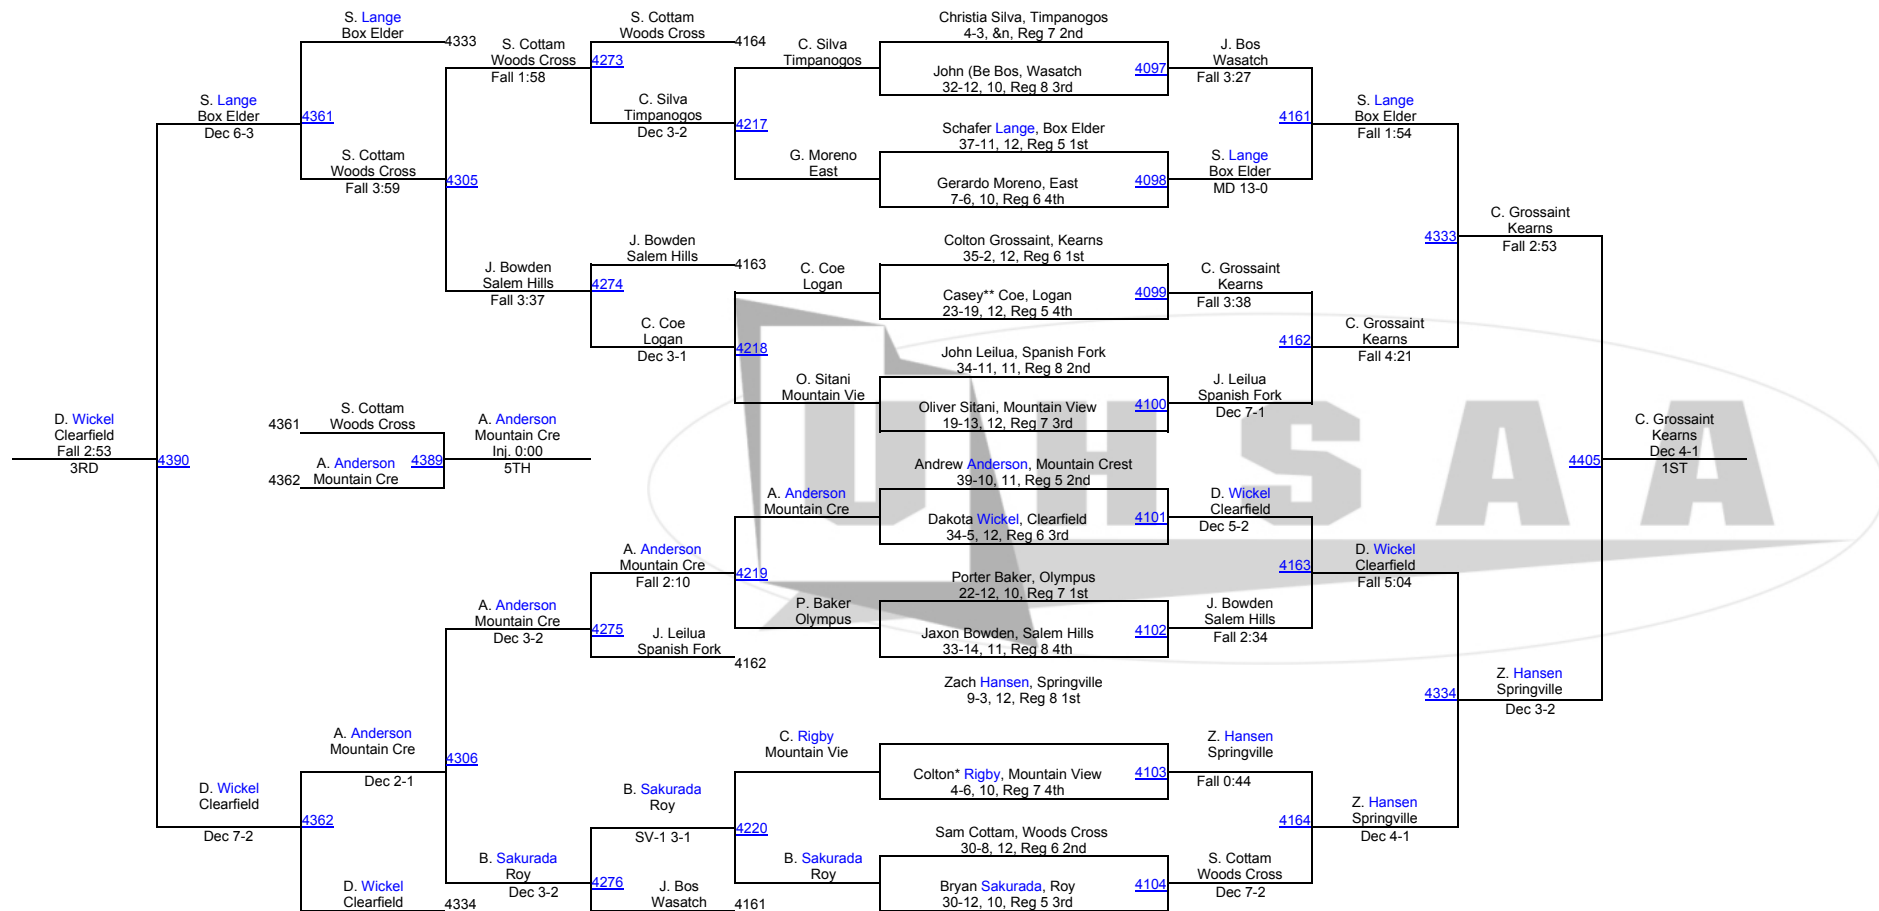 S. Lange
Box Elder
4333
S. Lange
Box Elder
Dec 6-3
4361
S. Cottam
Woods Cross
Fall 3:59
S. Cottam
Woods Cross
Fall 1:58
4305
J. Bowden
Salem Hills
Fall 3:37
S. Cottam
Woods Cross
4164
4273
C. Silva
Timpanogos
Dec 3-2
J. Bowden
Salem Hills
4163
4274
C. Coe
Logan
Dec 3-1
C. Silva
Timpanogos
4217
G. Moreno
East
C. Coe
Logan
4218
O. Sitani
Mountain Vie
Christia Silva, Timpanogos
4-3, &n, Reg 7 2nd
John (Be Bos, Wasatch
32-12, 10, Reg 8 3rd
4097
Schafer Lange, Box Elder
37-11, 12, Reg 5 1st
Gerardo Moreno, East
7-6, 10, Reg 6 4th
4098
Colton Grossaint, Kearns
35-2, 12, Reg 6 1st
Casey** Coe, Logan
23-19, 12, Reg 5 4th
4099
John Leilua, Spanish Fork
34-11, 11, Reg 8 2nd
Oliver Sitani, Mountain View
19-13, 12, Reg 7 3rd
4100
J. Bos
Wasatch
Fall 3:27
4161
S. Lange
Box Elder
MD 13-0
C. Grossaint
Kearns
Fall 3:38
4162
J. Leilua
Spanish Fork
Dec 7-1
S. Lange
Box Elder
Fall 1:54
4333
C. Grossaint
Kearns
Fall 4:21
C. Grossaint
Kearns
Fall 2:53
D. Wickel
Clearfield
Fall 2:53
3RD
4390
4361
S. Cottam
Woods Cross
4362
A. Anderson
Mountain Cre
4389
A. Anderson
Mountain Cre
Inj. 0:00
5TH
UHSAA
4405
C. Grossaint
Kearns
Dec 4-1
1ST
A. Anderson
Mountain Cre
Dec 2-1
D. Wickel
Clearfield
Dec 7-2
4362
D. Wickel
Clearfield
4334
A. Anderson
Mountain Cre
Dec 3-2
4306
B. Sakurada
Roy
Dec 3-2
A. Anderson
Mountain Cre
Fall 2:10
4275
J. Leilua
Spanish Fork
4162
B. Sakurada
Roy
SV-1 3-1
4276
J. Bos
Wasatch
4161
A. Anderson
Mountain Cre
4219
P. Baker
Olympus
C. Rigby
Mountain Vie
4220
B. Sakurada
Roy
Andrew Anderson, Mountain Crest
39-10, 11, Reg 5 2nd
Dakota Wickel, Clearfield
34-5, 12, Reg 6 3rd
4101
Porter Baker, Olympus
22-12, 10, Reg 7 1st
Jaxon Bowden, Salem Hills
33-14, 11, Reg 8 4th
4102
Zach Hansen, Springville
9-3, 12, Reg 8 1st
Colton* Rigby, Mountain View
4-6, 10, Reg 7 4th
4103
Sam Cottam, Woods Cross
30-8, 12, Reg 6 2nd
Bryan Sakurada, Roy
30-12, 10, Reg 5 3rd
4104
D. Wickel
Clearfield
Dec 5-2
4163
J. Bowden
Salem Hills
Fall 2:34
Z. Hansen
Springville
Fall 0:44
4164
S. Cottam
Woods Cross
Dec 7-2
D. Wickel
Clearfield
Fall 5:04
4334
Z. Hansen
Springville
Dec 4-1
Z. Hansen
Springville
Dec 3-2